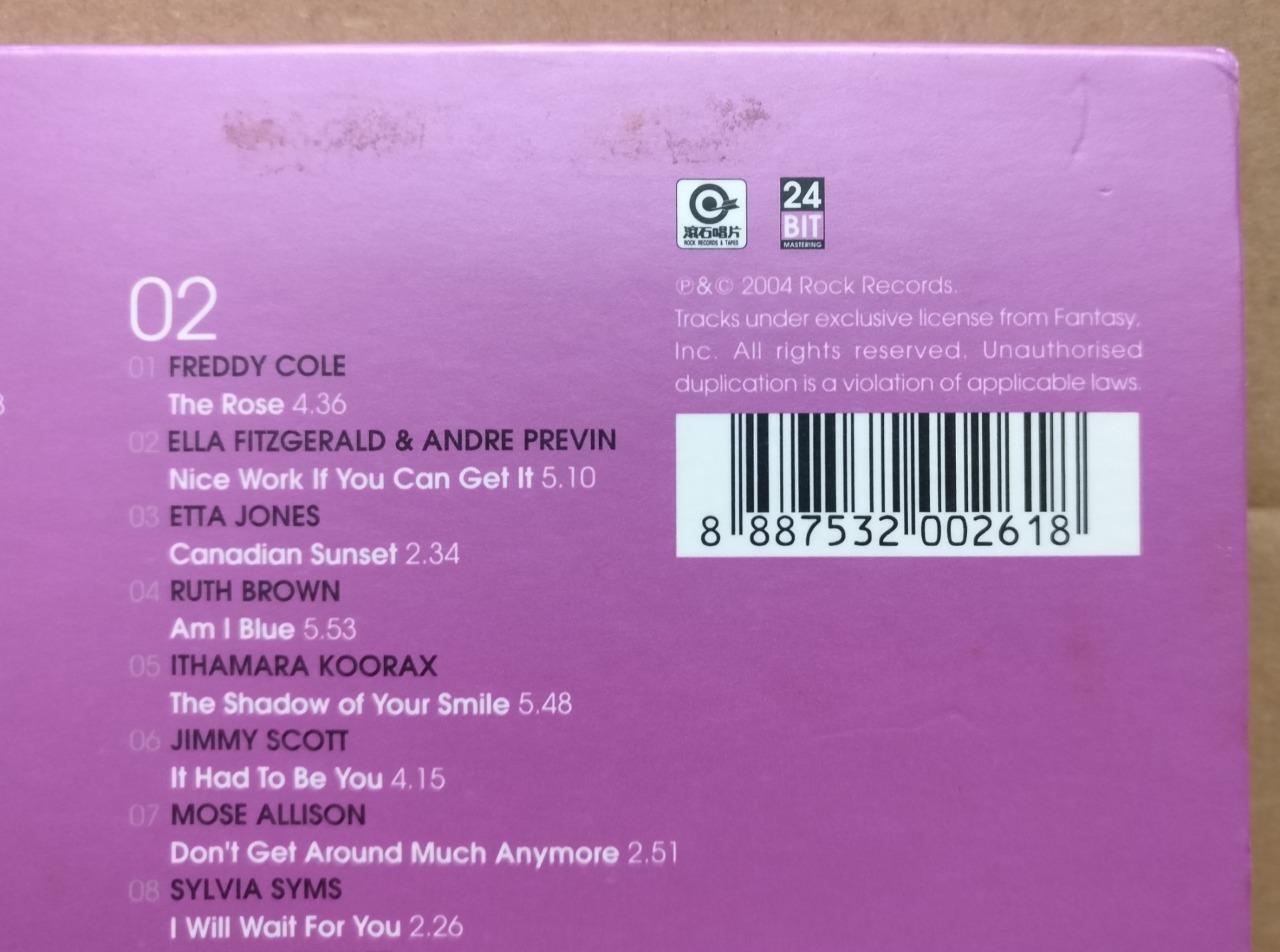 02
01 FREDDY COLE
The Rose 4.36
02 ELLA FITZGERALD & ANDRE PREVIN
Nice Work If You Can Get It 5.10
03 ETTA JONES
Canadian Sunset 2.34
04 RUTH BROWN
Am I Blue 5.53
05 ITHAMARA KOORAX
The Shadow of Your Smile 5.48
06 JIMMY SCOTT
It Had To Be You 4.15
07 MOSE ALLISON
Don't Get Around Much Anymore 2.51
08 SYLVIA SYMS
I Will Wait For You 2.26
滾石唱片
ROCK RECORDS & TAPES
24
BIT
MASTERING
℗&© 2004 Rock Records.
Tracks under exclusive license from Fantasy,
Inc. All rights reserved. Unauthorised
duplication is a violation of applicable laws.
8 887532 002618